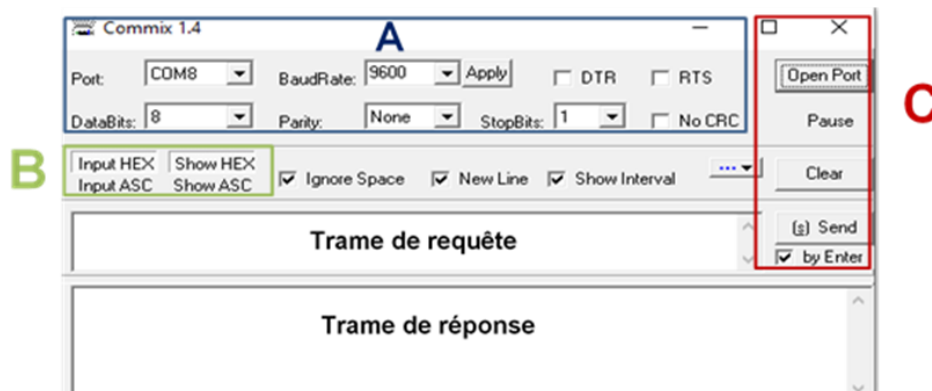 Commix 1.4
A
Port: COM8 BaudRate: 9600 Apply DTR RTS Open Port
C
DataBits: 8 Parity: None StopBits: 1 No CRC Pause
B
Input HEX Show HEX
Input ASC Show ASC
Ignore Space New Line Show Interval Clear
Trame de requête
(s) Send
by Enter
Trame de réponse